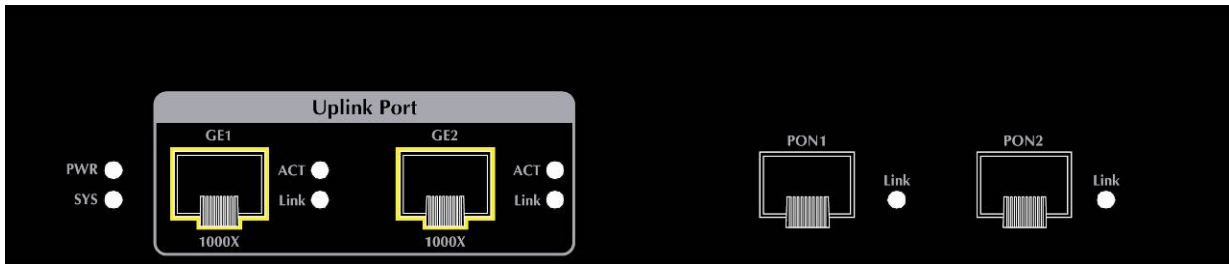 Uplink Port
GE1 GE2 PON1 PON2
PWR ACT ACT Link Link
SYS Link Link
1000X 1000X